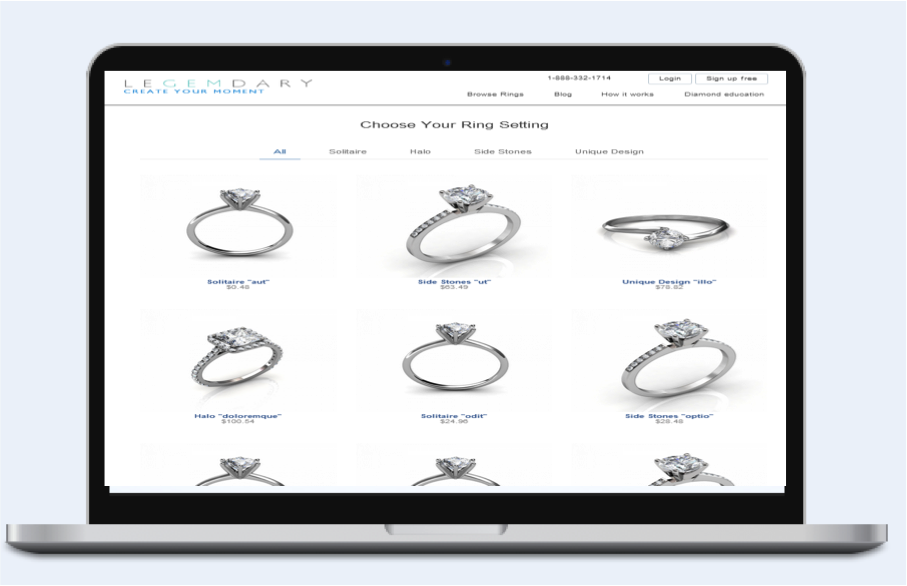 LEGEMDARY
CREATE YOUR MOMENT
1-888-332-1714
Login
Sign up free
Browse Rings
Blog
How it works
Diamond education
Choose Your Ring Setting
All
Solitaire
Halo
Side Stones
Unique Design
Solitaire "aut"
$0.48
Side Stones "ut"
$63.49
Unique Design "illo"
$78.82
Halo "doloremque"
$100.54
Solitaire "odit"
$24.96
Side Stones "optio"
$28.48